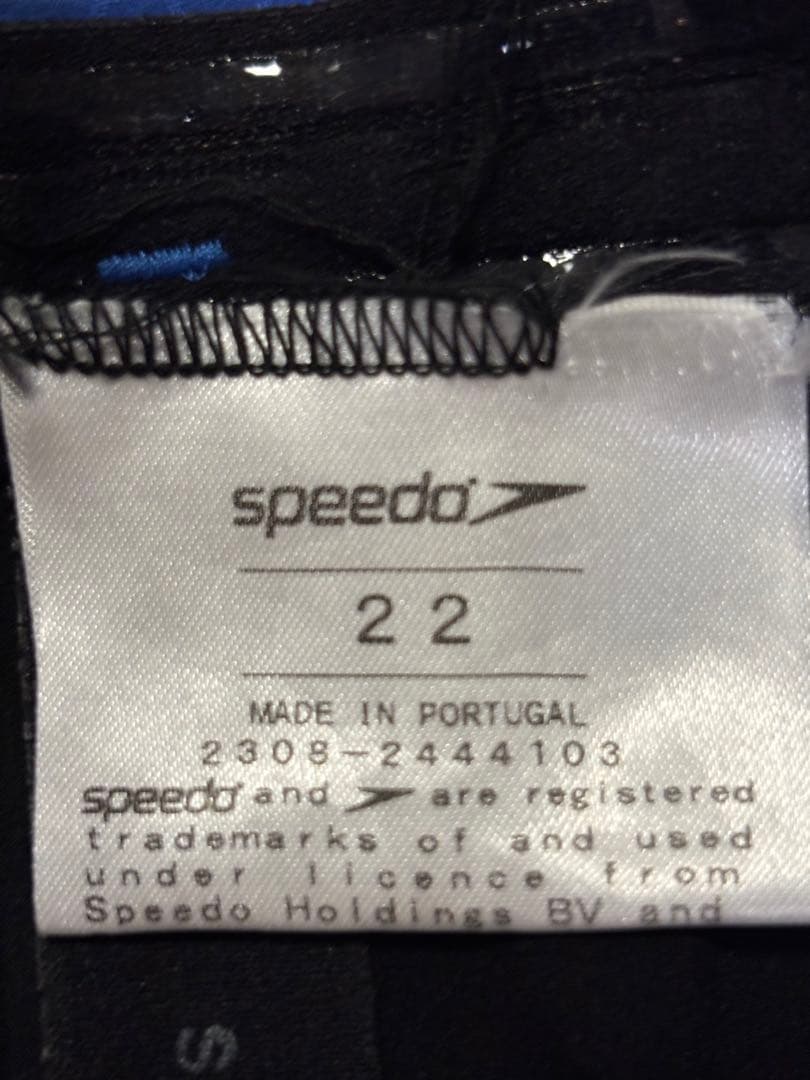 speedo
22
MADE IN PORTUGAL
2308-2444103
speedo and are registered
trademarks of and used
under licence from
Speedo Holdings BV and
S